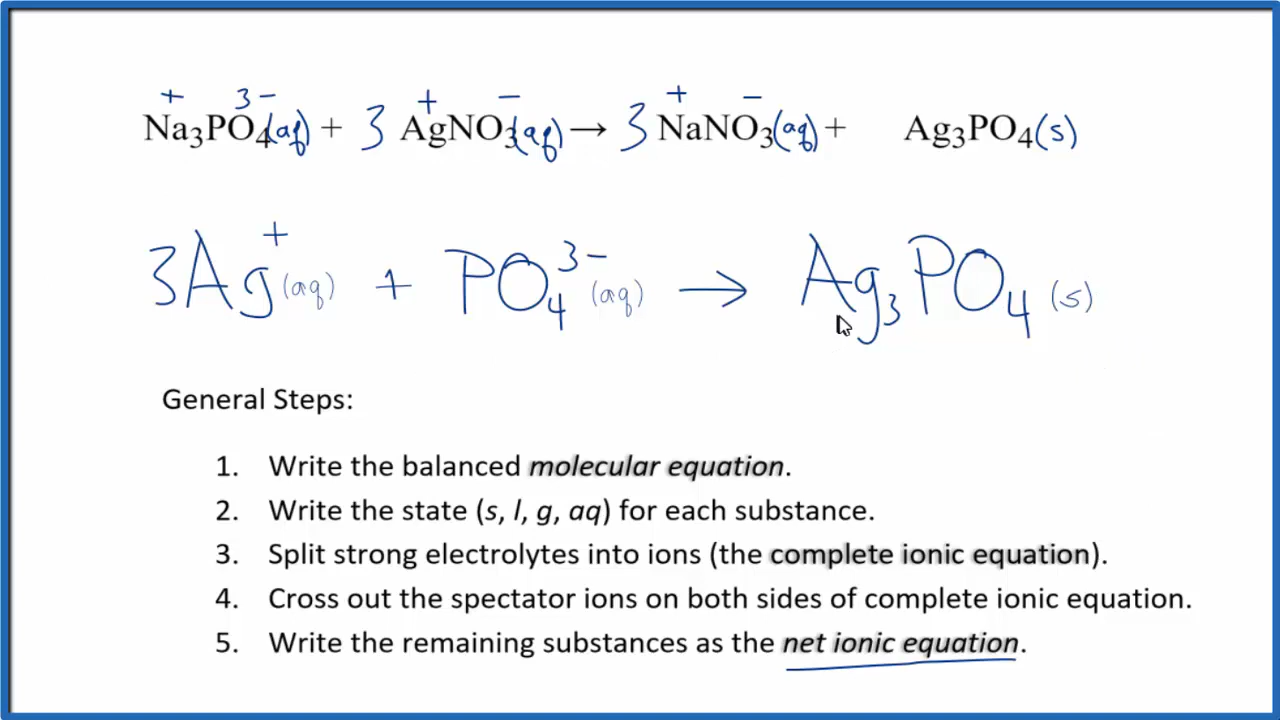 Na₃PO₄(aq) + 3 AgNO₃(aq) → 3 NaNO₃(aq) + Ag₃PO₄(s)
+ 3− + − + −
3Ag⁺(aq) + PO₄³⁻(aq) → Ag₃PO₄(s)
General Steps:
1. Write the balanced molecular equation.
2. Write the state (s, l, g, aq) for each substance.
3. Split strong electrolytes into ions (the complete ionic equation).
4. Cross out the spectator ions on both sides of complete ionic equation.
5. Write the remaining substances as the net ionic equation.